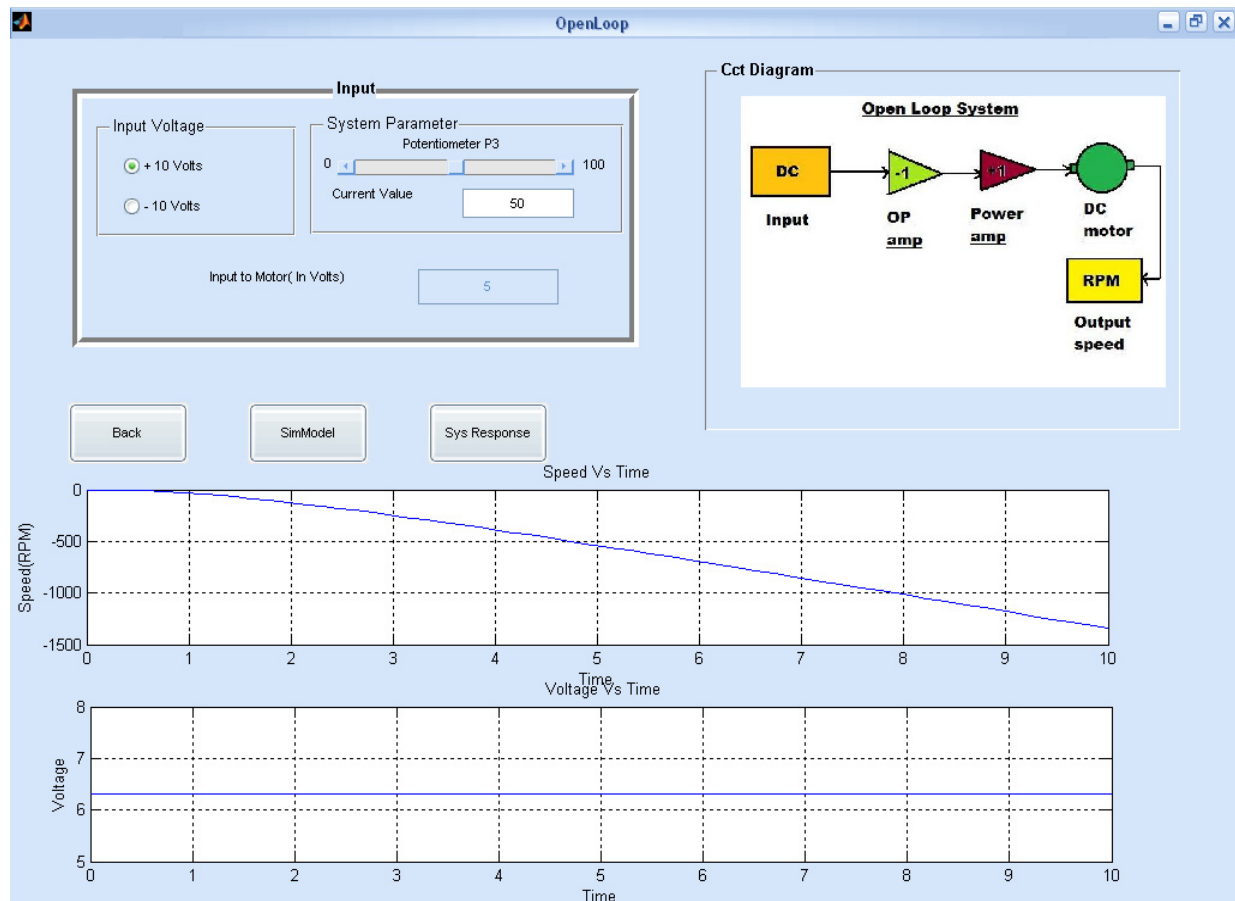 OpenLoop
Input
Input Voltage
+ 10 Volts
- 10 Volts
System Parameter
Potentiometer P3
0
100
Current Value
50
Input to Motor( In Volts)
5
Cct Diagram
Open Loop System
DC
-1
+1
Input
OP
amp
Power
amp
DC
motor
RPM
Output
speed
Back
SimModel
Sys Response
Speed Vs Time
0
-500
-1000
-1500
Speed(RPM)
0 1 2 3 4 5 6 7 8 9 10
Time
Voltage Vs Time
8
7
6
5
Voltage
0 1 2 3 4 5 6 7 8 9 10
Time